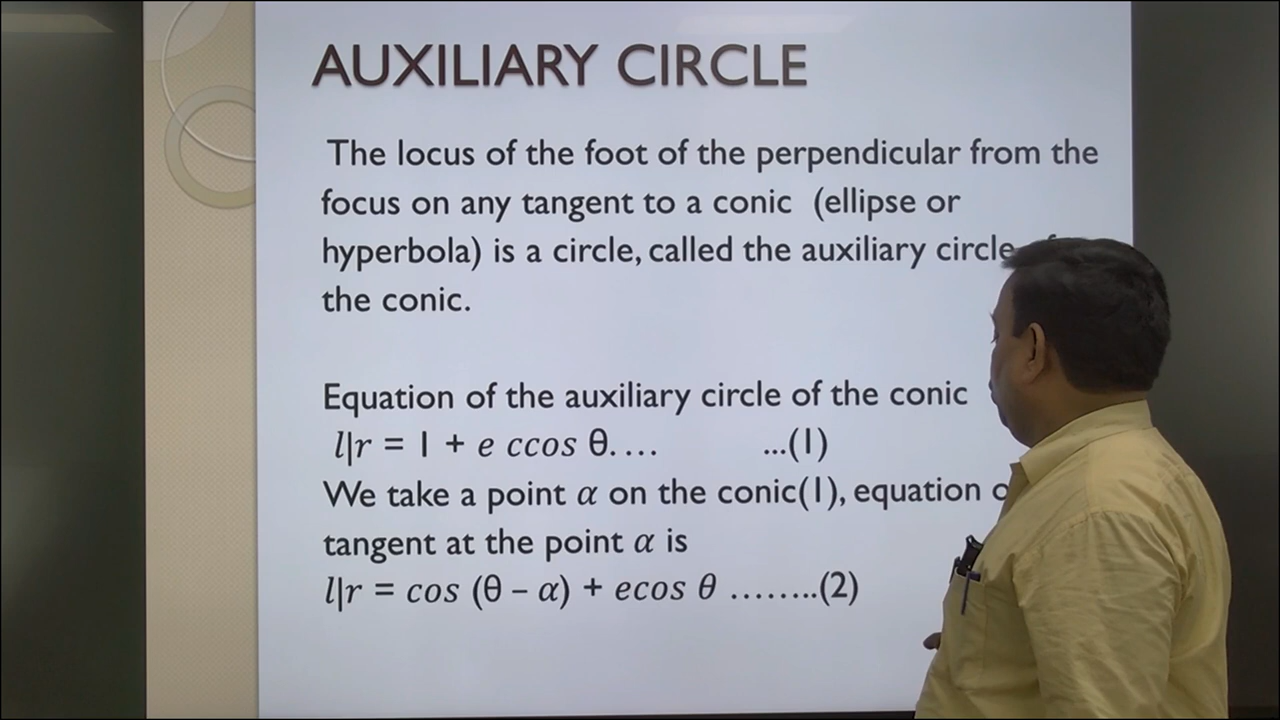 AUXILIARY CIRCLE
The locus of the foot of the perpendicular from the
focus on any tangent to a conic (ellipse or
hyperbola) is a circle, called the auxiliary circle
the conic.
Equation of the auxiliary circle of the conic
l|r = 1 + e ccos θ.... ...(1)
We take a point α on the conic(1), equation
tangent at the point α is
l|r = cos (θ – α) + ecos θ ........(2)